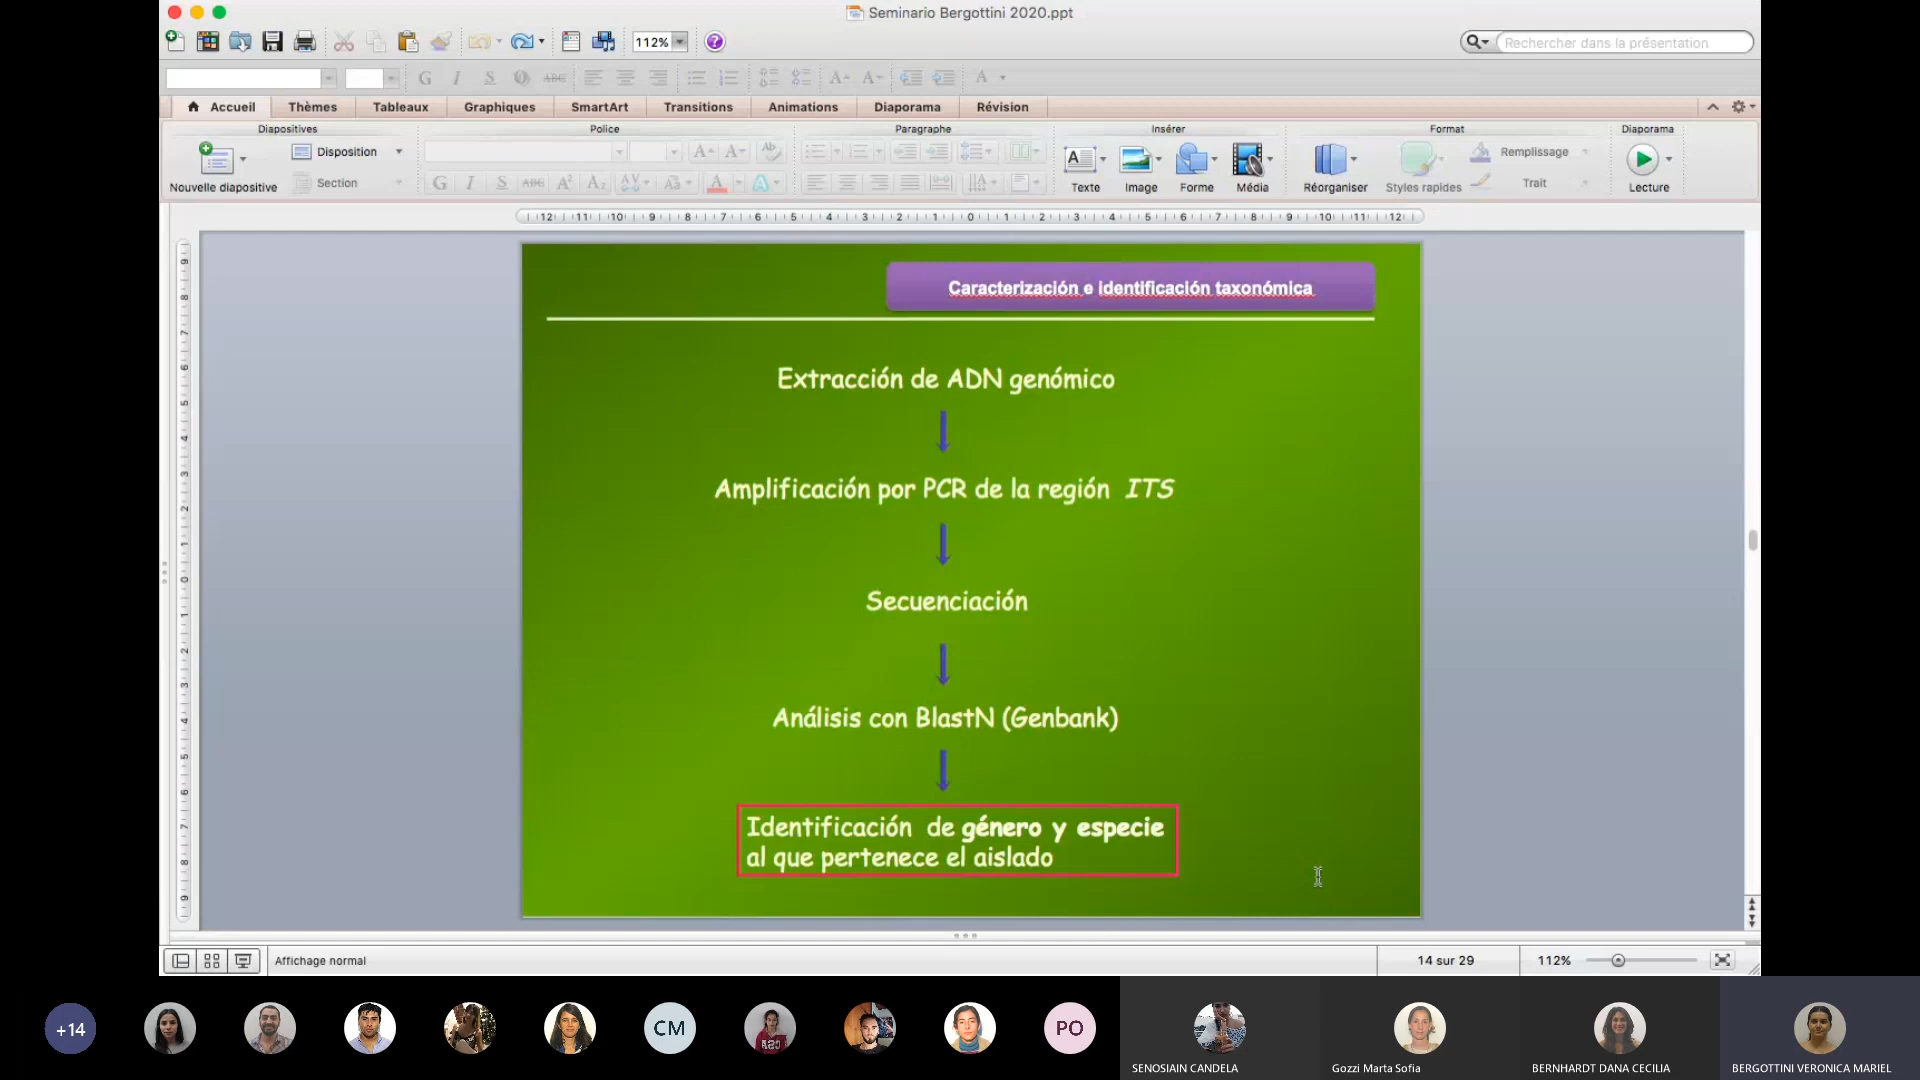 Seminario Bergottini 2020.ppt
112%
Rechercher dans la présentation
Accueil
Thèmes
Tableaux
Graphiques
SmartArt
Transitions
Animations
Diaporama
Révision
Diapositives
Police
Paragraphe
Insérer
Format
Diaporama
Disposition
Section
Nouvelle diapositive
Texte
Image
Forme
Média
Réorganiser
Styles rapides
Remplissage
Trait
Lecture
Caracterización e identificación taxonómica
Extracción de ADN genómico
Amplificación por PCR de la región ITS
Secuenciación
Análisis con BlastN (Genbank)
Identificación de género y especie
al que pertenece el aislado
Affichage normal
14 sur 29
112%
+14
CM
PO
SENOSIAIN CANDELA
Gozzi Marta Sofia
BERNHARDT DANA CECILIA
BERGOTTINI VERONICA MARIEL